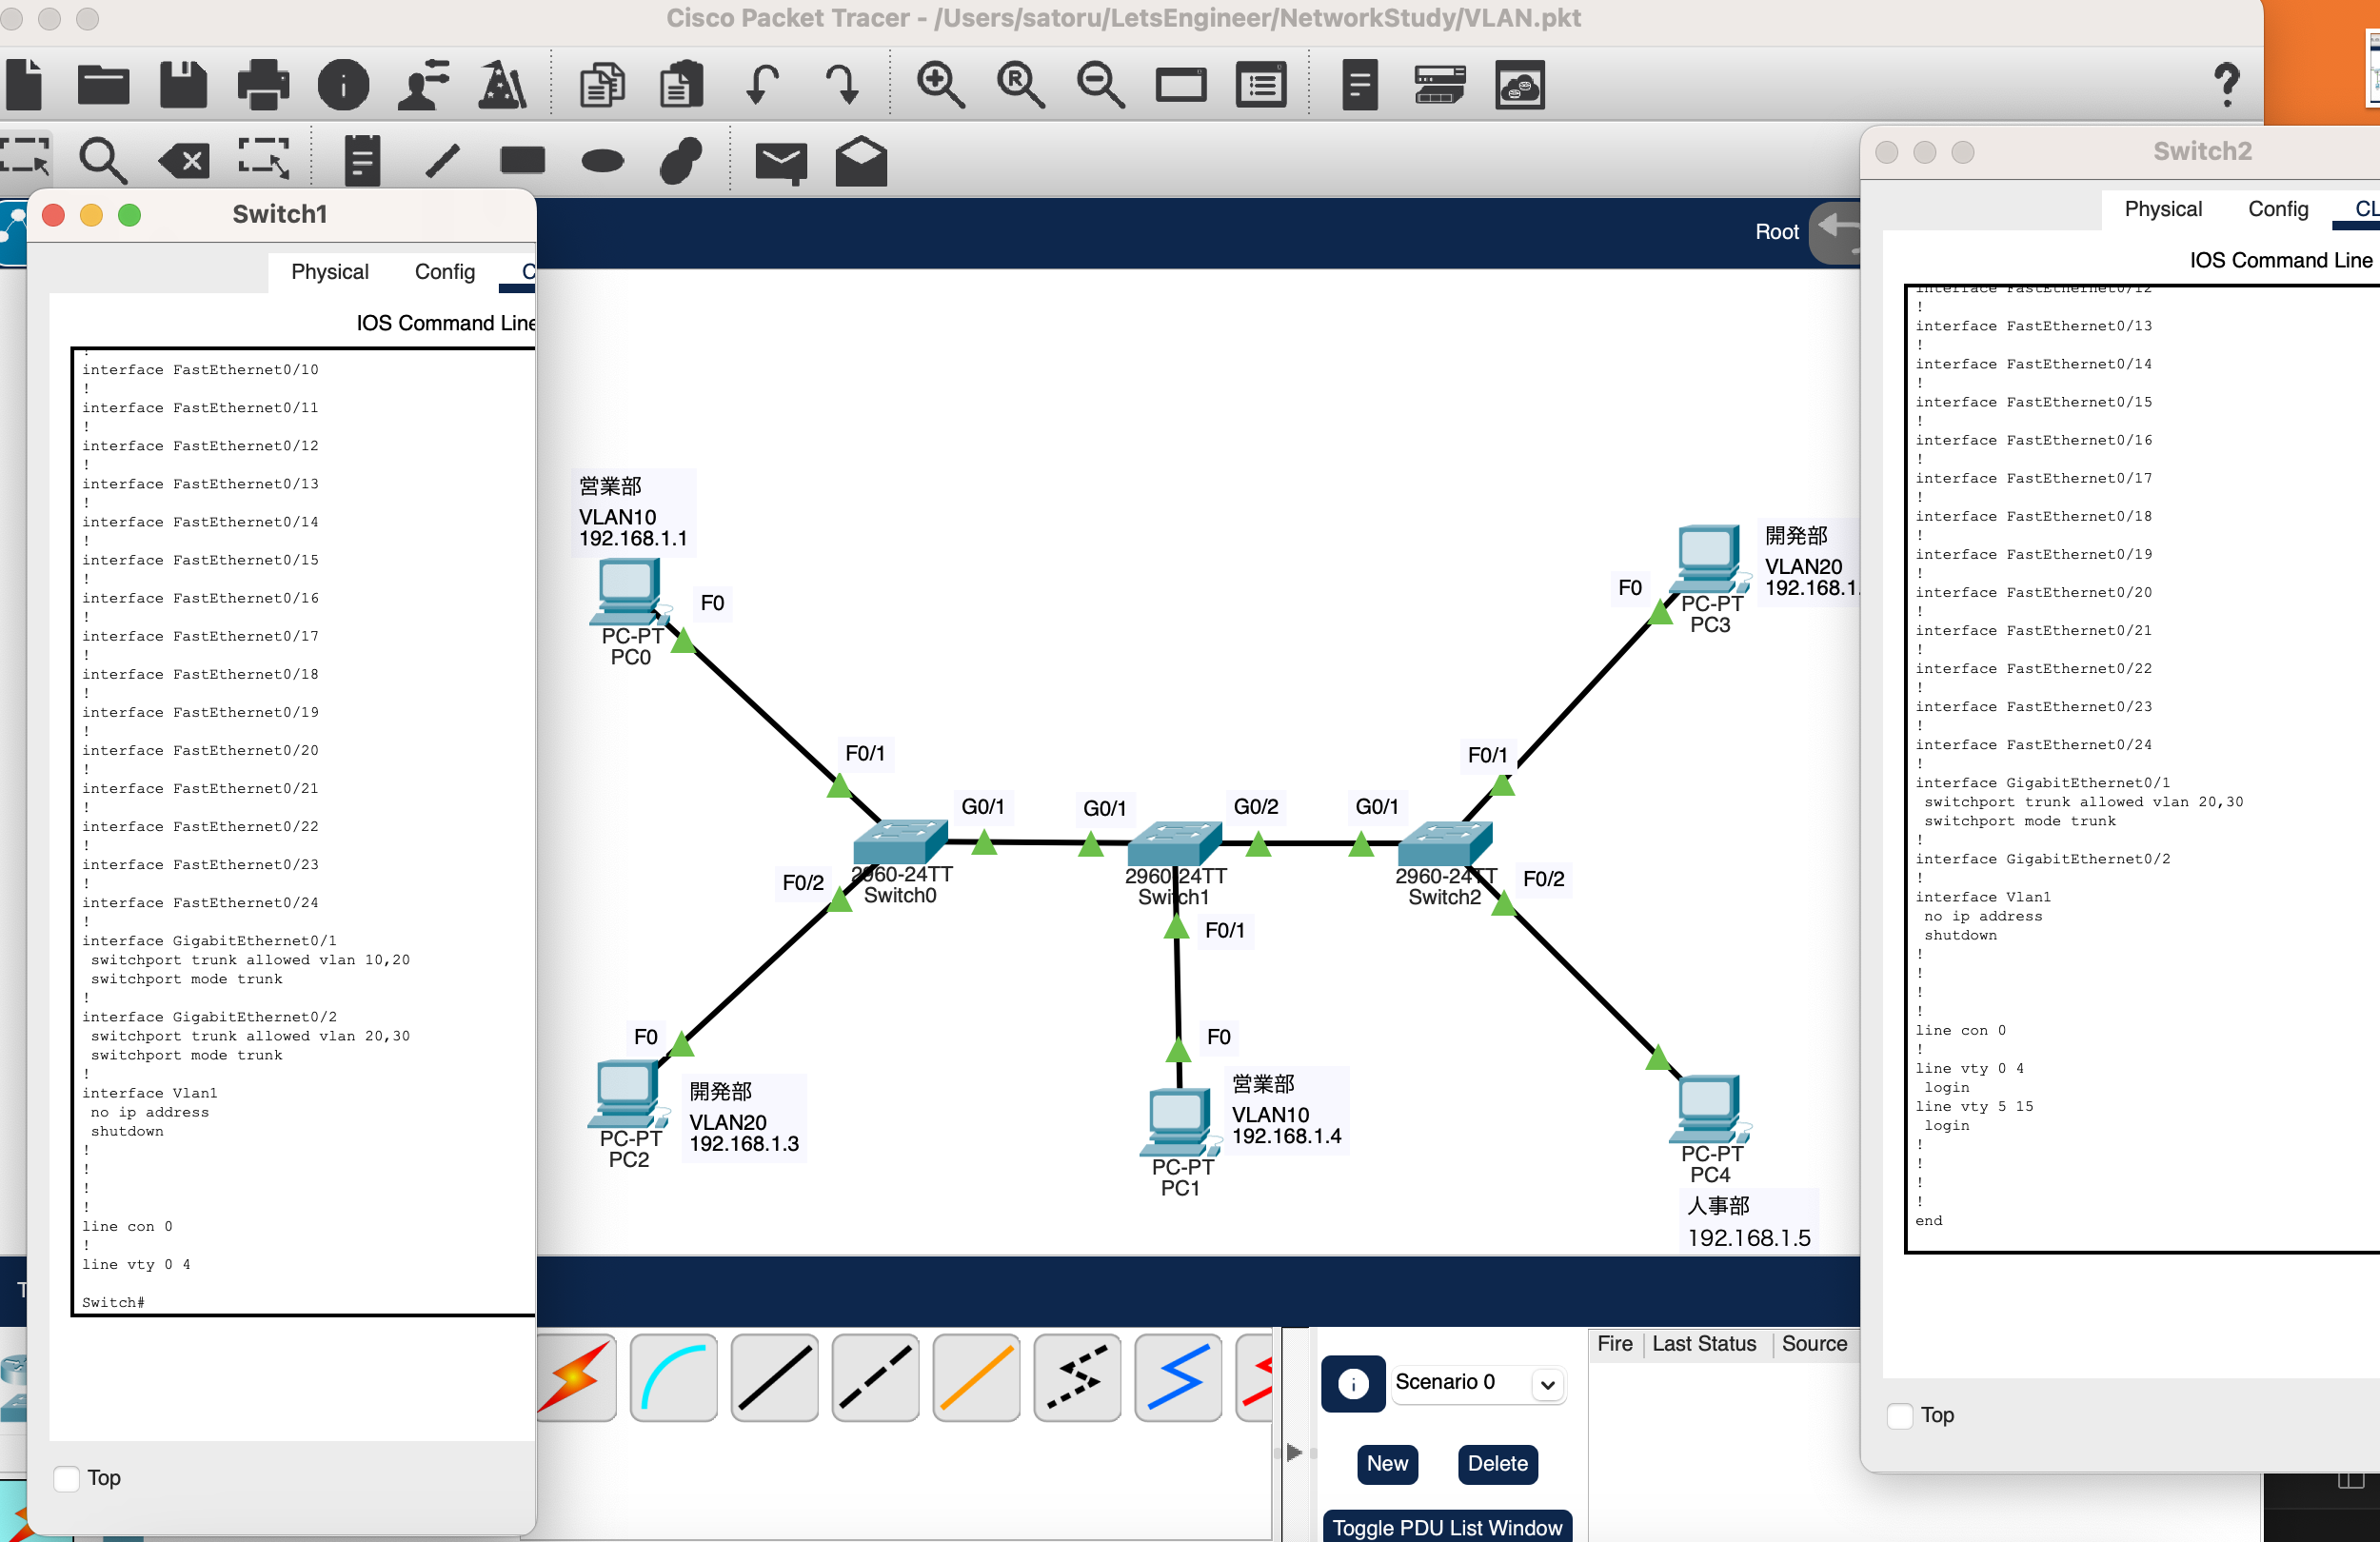 Cisco Packet Tracer - /Users/satoru/LetsEngineer/NetworkStudy/VLAN.pkt
Root
Switch1
Physical
Config
IOS Command Line
!
interface FastEthernet0/10
!
interface FastEthernet0/11
!
interface FastEthernet0/12
!
interface FastEthernet0/13
!
interface FastEthernet0/14
!
interface FastEthernet0/15
!
interface FastEthernet0/16
!
interface FastEthernet0/17
!
interface FastEthernet0/18
!
interface FastEthernet0/19
!
interface FastEthernet0/20
!
interface FastEthernet0/21
!
interface FastEthernet0/22
!
interface FastEthernet0/23
!
interface FastEthernet0/24
!
interface GigabitEthernet0/1
switchport trunk allowed vlan 10,20
switchport mode trunk
!
interface GigabitEthernet0/2
switchport trunk allowed vlan 20,30
switchport mode trunk
!
interface Vlan1
no ip address
shutdown
!
!
!
!
line con 0
!
line vty 0 4
Switch#
Top
営業部
VLAN10
192.168.1.1
F0
PC-PT
PC0
F0/1
F0/2
G0/1
2960-24TT
Switch0
F0
PC-PT
PC2
開発部
VLAN20
192.168.1.3
G0/1
G0/2
2960-24TT
Switch1
F0/1
F0
営業部
VLAN10
192.168.1.4
PC-PT
PC1
G0/1
F0/1
2960-24TT
Switch2
F0/2
F0
PC-PT
PC3
開発部
VLAN20
192.168.1.
PC-PT
PC4
人事部
192.168.1.5
Scenario 0
New
Delete
Toggle PDU List Window
Fire
Last Status
Source
Switch2
Physical
Config
CL
IOS Command Line
interface FastEthernet0/12
!
interface FastEthernet0/13
!
interface FastEthernet0/14
!
interface FastEthernet0/15
!
interface FastEthernet0/16
!
interface FastEthernet0/17
!
interface FastEthernet0/18
!
interface FastEthernet0/19
!
interface FastEthernet0/20
!
interface FastEthernet0/21
!
interface FastEthernet0/22
!
interface FastEthernet0/23
!
interface FastEthernet0/24
!
interface GigabitEthernet0/1
switchport trunk allowed vlan 20,30
switchport mode trunk
!
interface GigabitEthernet0/2
!
interface Vlan1
no ip address
shutdown
!
!
!
!
line con 0
!
line vty 0 4
login
line vty 5 15
login
!
!
!
!
end
Top